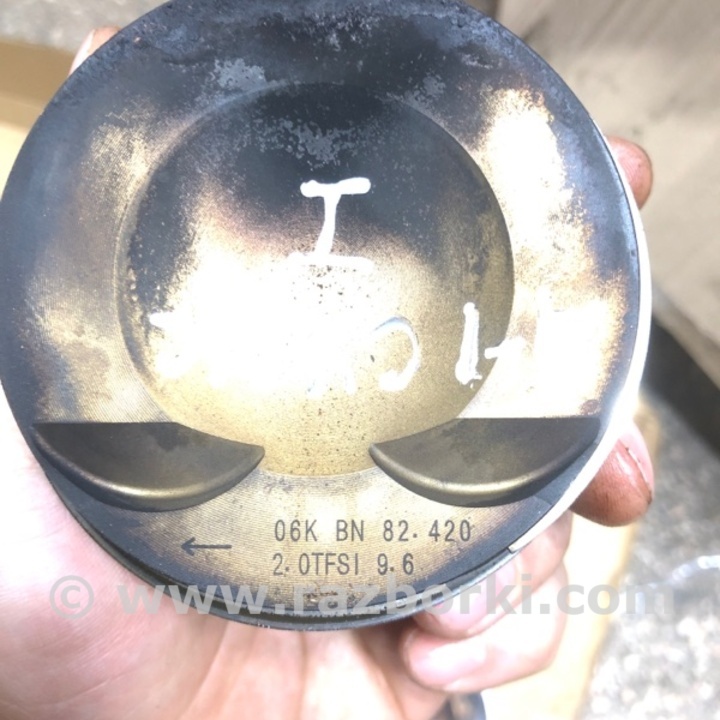 I
06K BN 82.420
2.0TFSI 9.6
© www.razborki.com